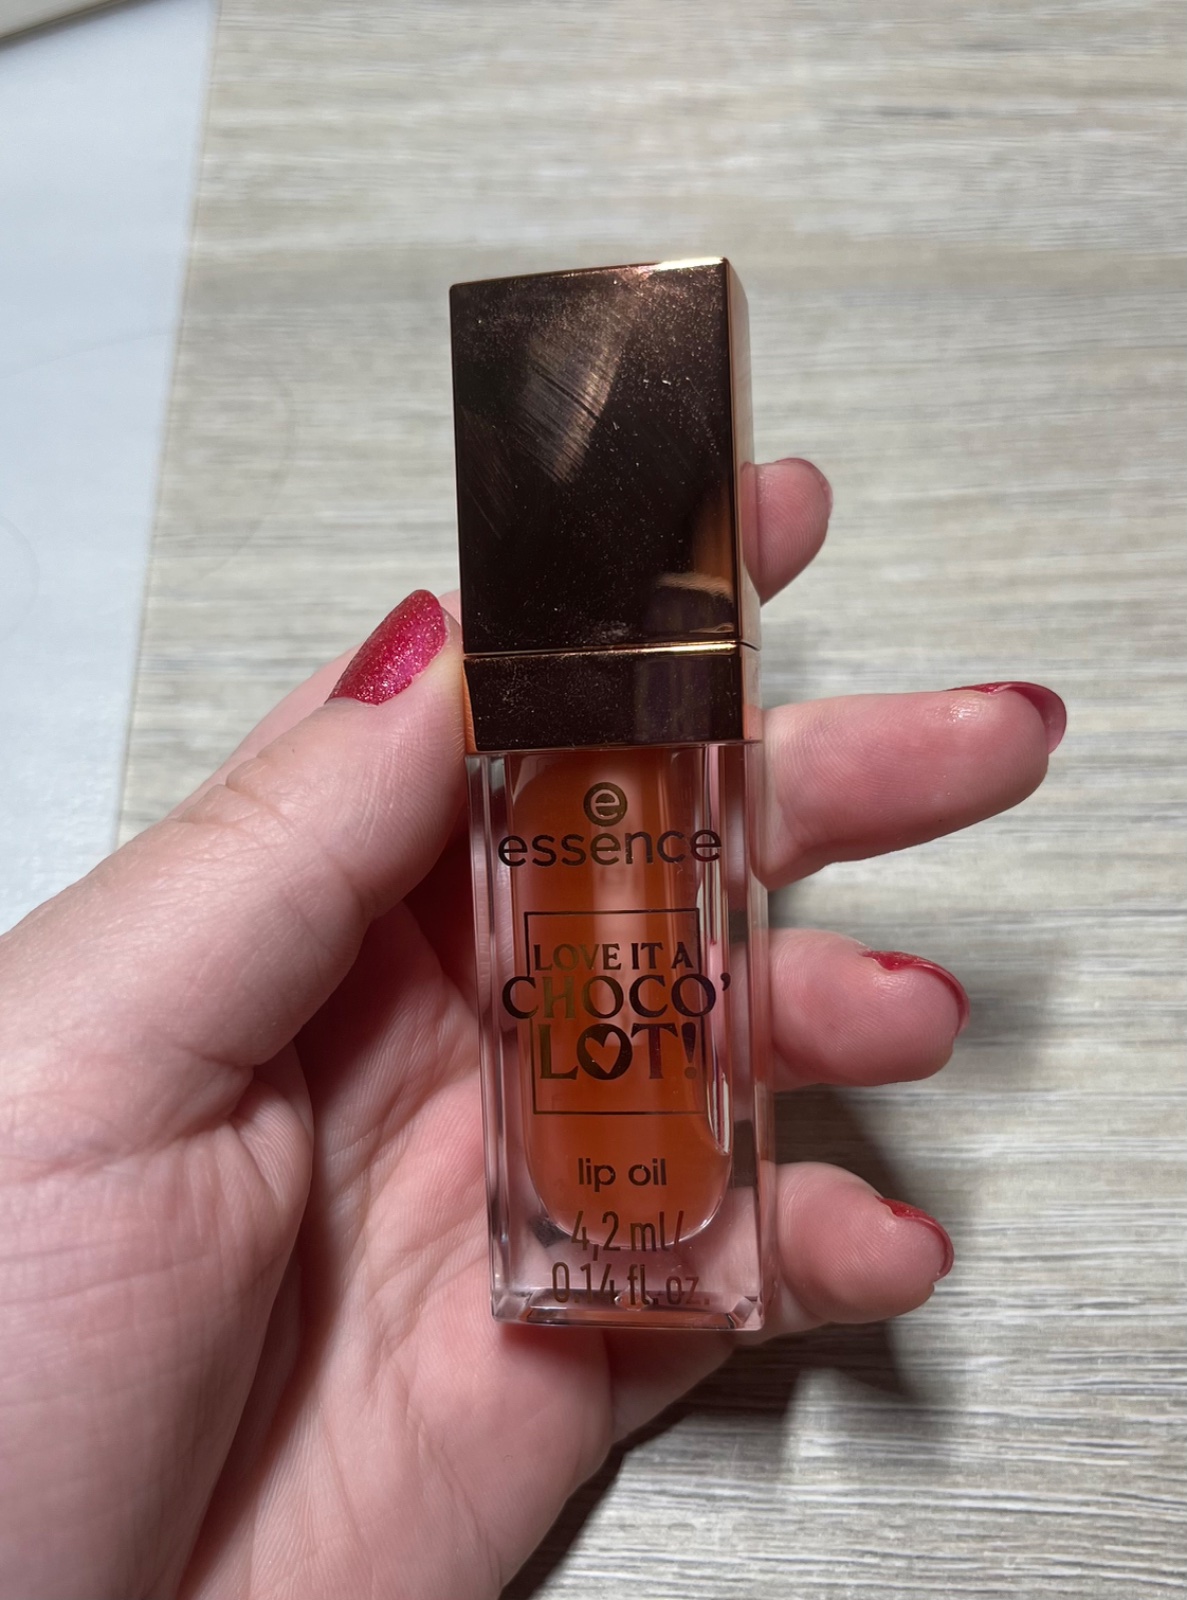 e
essence
LOVE IT A
CHOCO'
LOT!
lip oil
4,2 ml/
0.14 fl. oz.